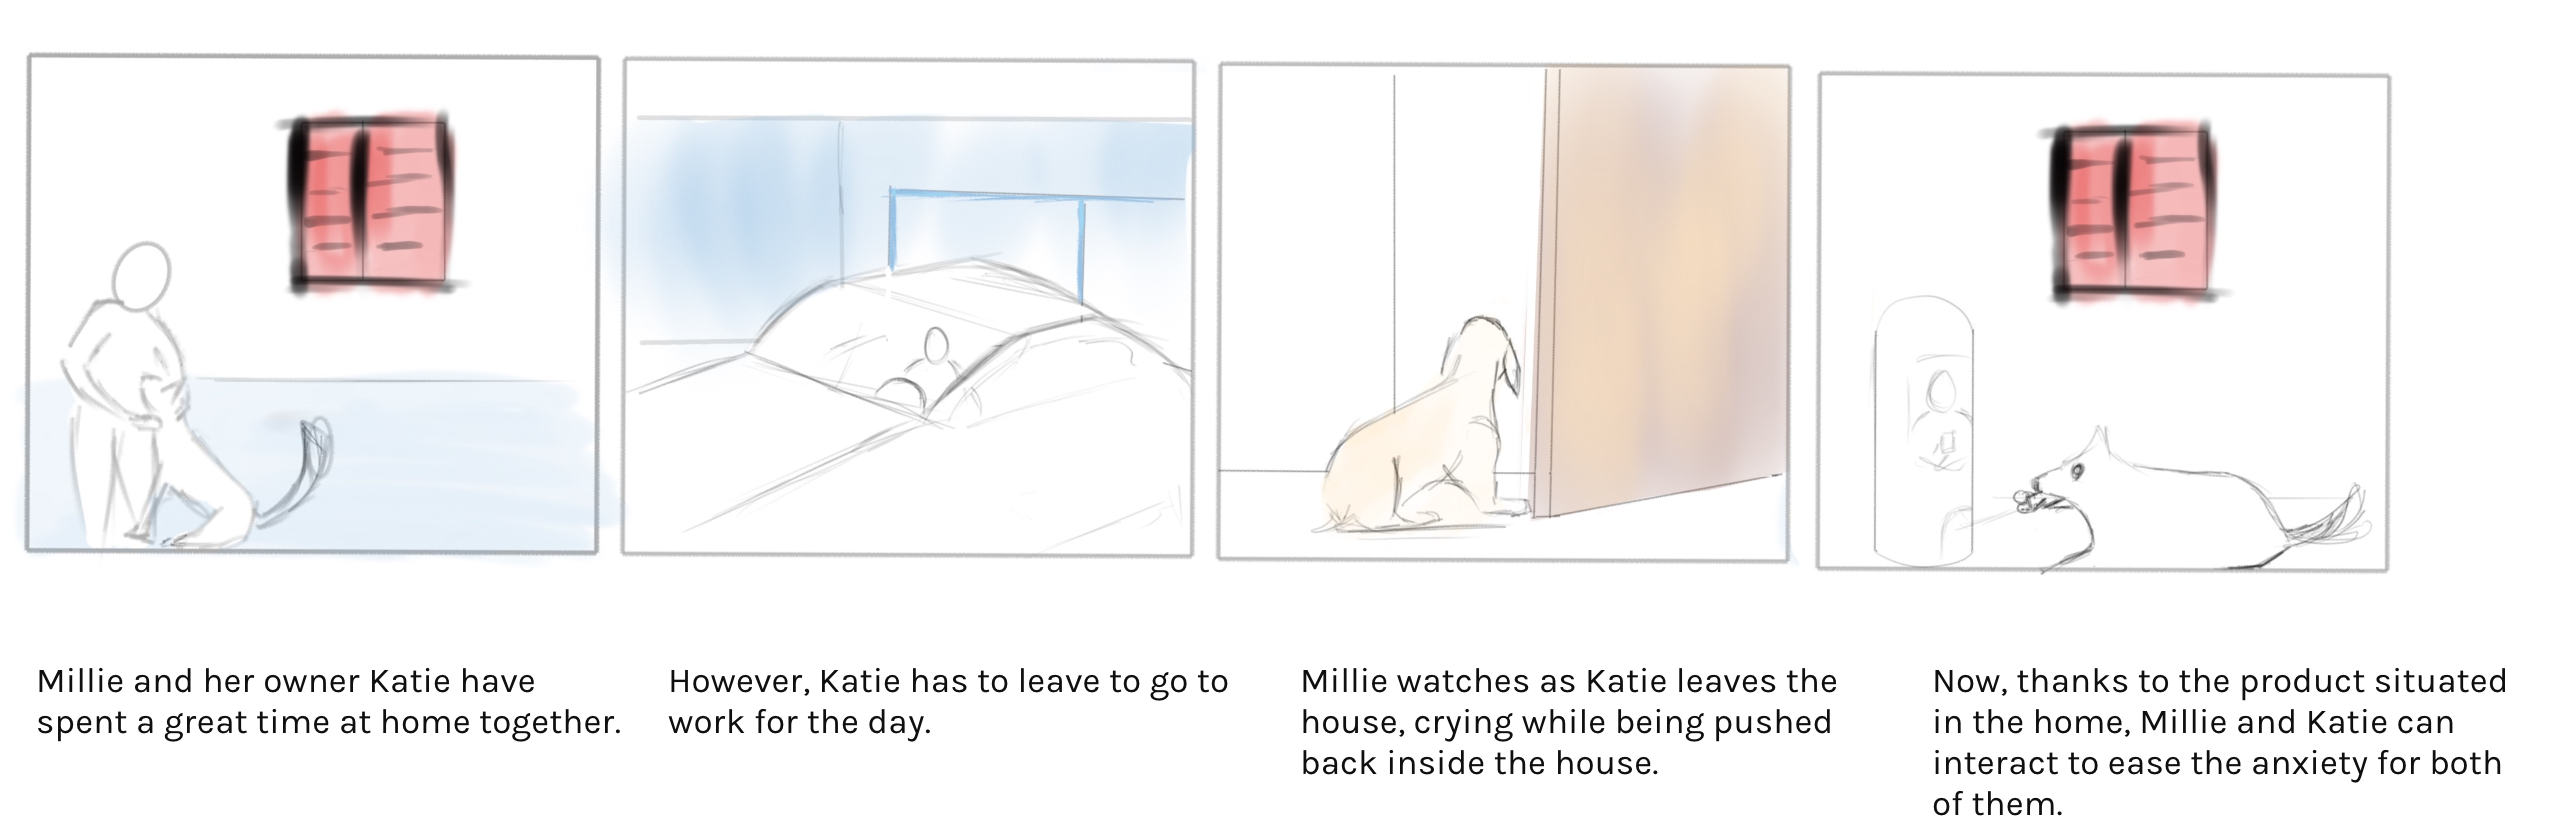 Millie and her owner Katie have
spent a great time at home together.
However, Katie has to leave to go to
work for the day.
Millie watches as Katie leaves the
house, crying while being pushed
back inside the house.
Now, thanks to the product situated
in the home, Millie and Katie can
interact to ease the anxiety for both
of them.